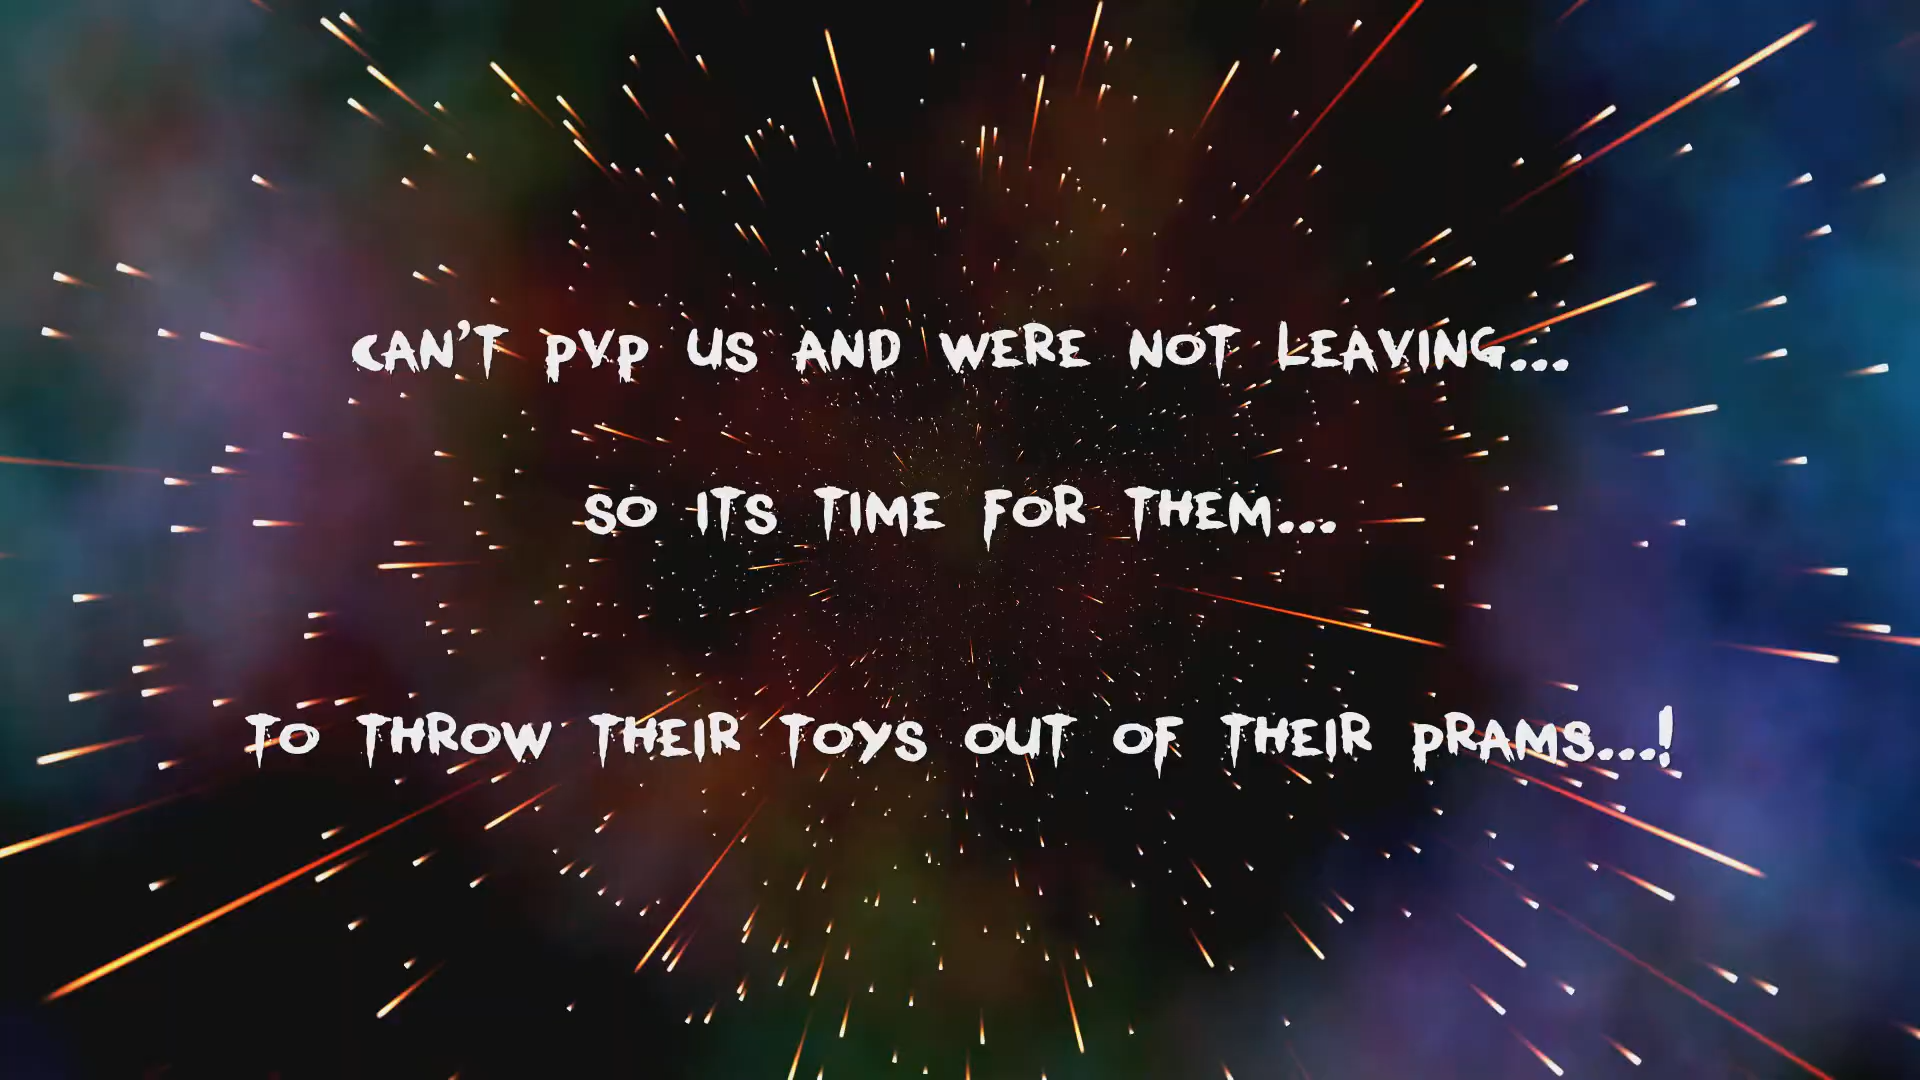 CAN'T PVP US AND WERE NOT LEAVING...
SO ITS TIME FOR THEM...
TO THROW THEIR TOYS OUT OF THEIR PRAMS...!